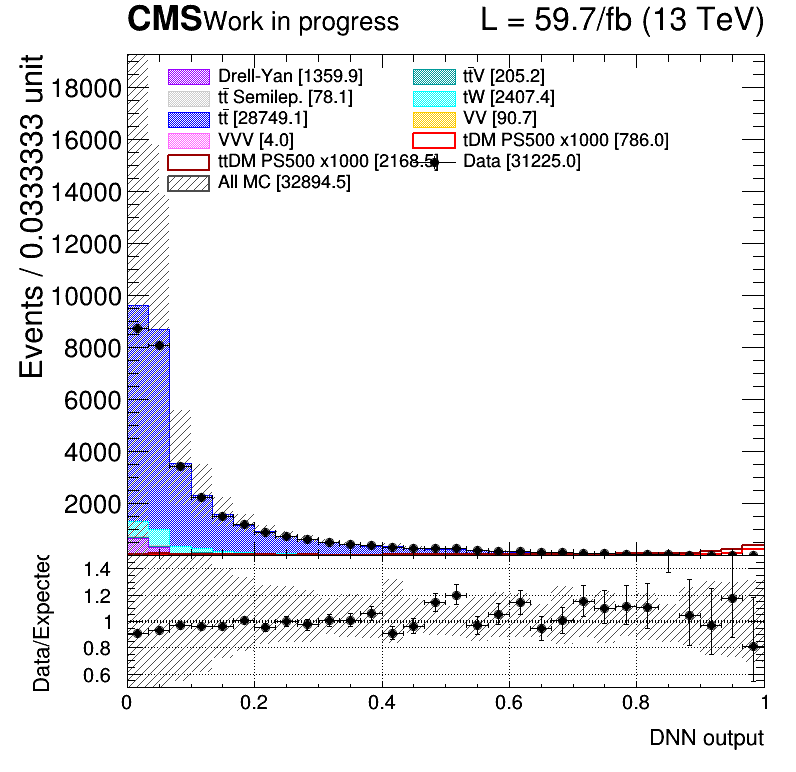 CMS Work in progress L = 59.7/fb (13 TeV)
Events / 0.0333333 unit
Drell-Yan [1359.9] tt̄V [205.2]
tt̄ Semilep. [78.1] tW [2407.4]
tt̄ [28749.1] VV [90.7]
VVV [4.0] tDM PS500 x1000 [786.0]
ttDM PS500 x1000 [2168.5] Data [31225.0]
All MC [32894.5]
18000
16000
14000
12000
10000
8000
6000
4000
2000
Data/Expected
1.4
1.2
1
0.8
0.6
0 0.2 0.4 0.6 0.8 1
DNN output